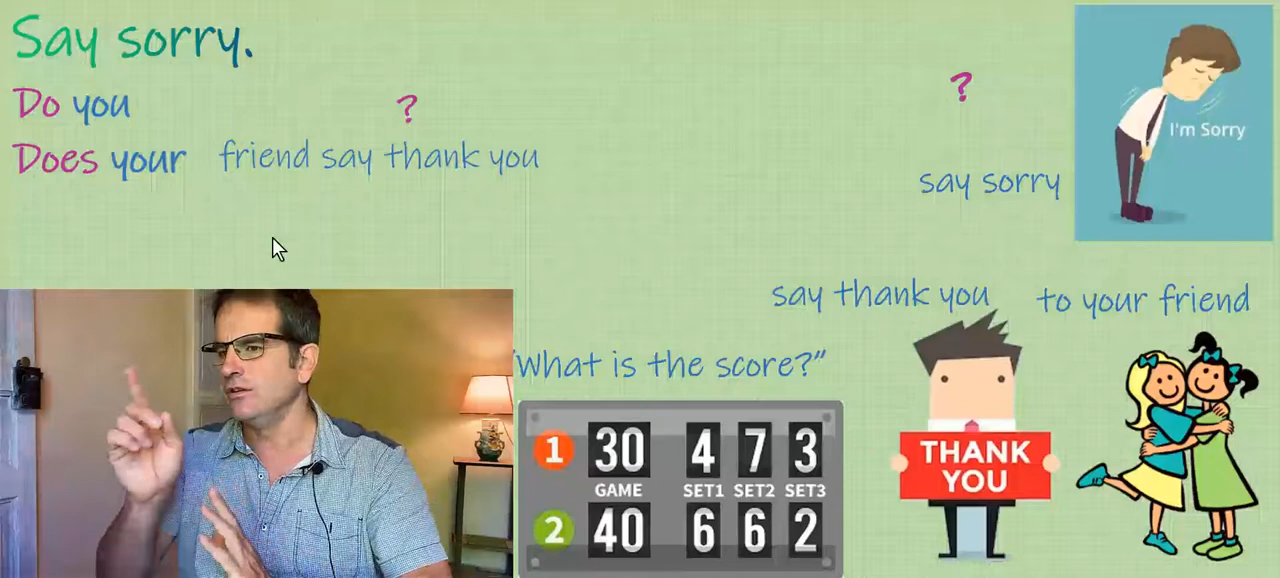 Say sorry.
Do you ?
Does your friend say thank you
?
I'm Sorry
say sorry
say thank you to your friend
"What is the score?"
1 30 4 7 3
GAME SET1 SET2 SET3
2 40 6 6 2
THANK
YOU